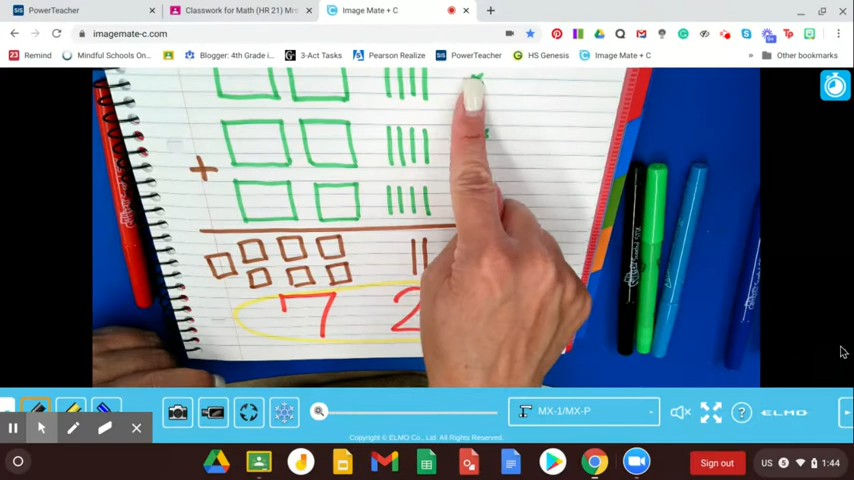 PowerTeacher
Classwork for Math (HR 21) Mrs
Image Mate + C
imagemate-c.com
Remind
Mindful Schools On...
Blogger: 4th Grade i...
3-Act Tasks
Pearson Realize
PowerTeacher
HS Genesis
Image Mate + C
Other bookmarks
+
7 2
MX-1/MX-P
ELMO
Copyright © ELMO Co., Ltd. All Rights Reserved.
Sign out
US
1:44